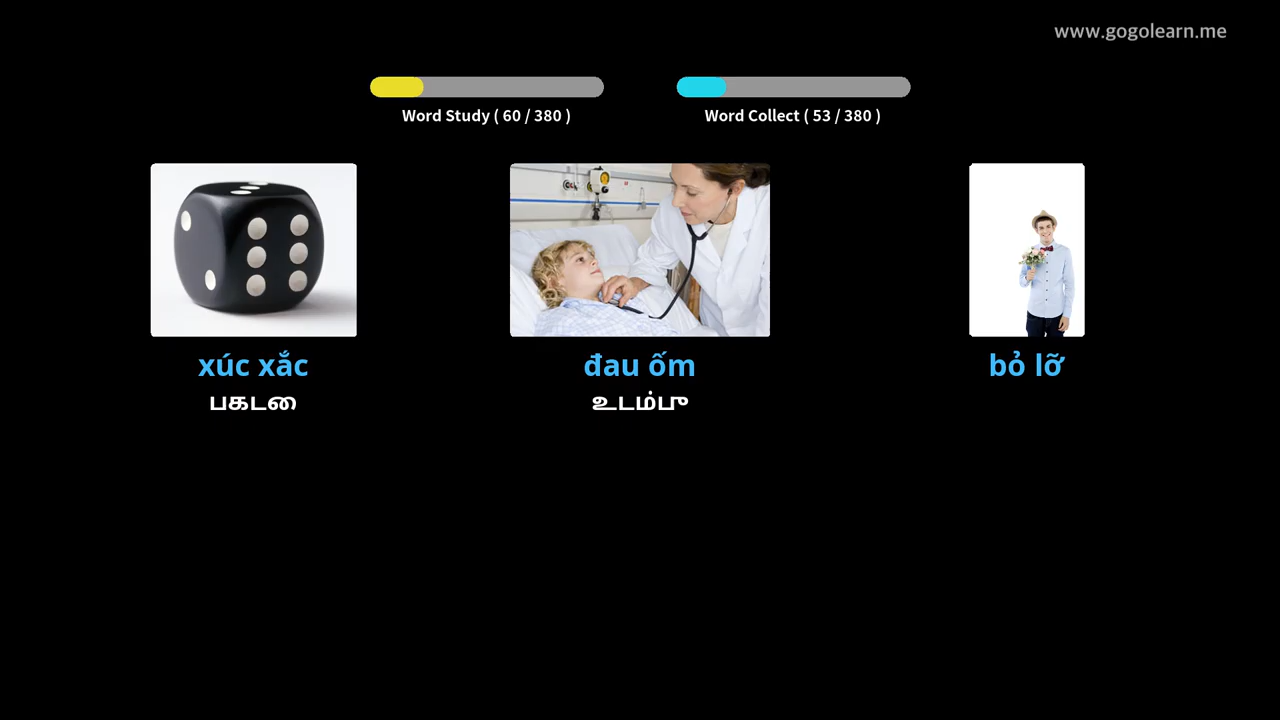 www.gogolearn.me
Word Study ( 60 / 380 )
Word Collect ( 53 / 380 )
xúc xắc
đau ốm
bỏ lỡ
பகடை
உடம்பு